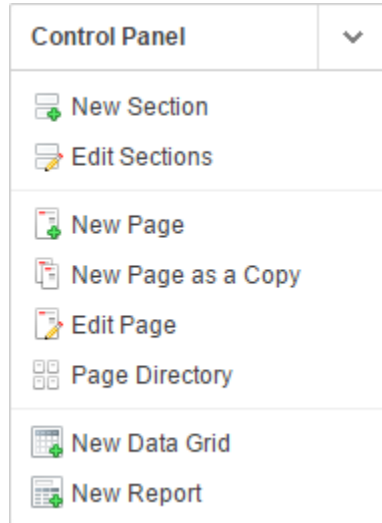 Control Panel
New Section
Edit Sections
New Page
New Page as a Copy
Edit Page
Page Directory
New Data Grid
New Report